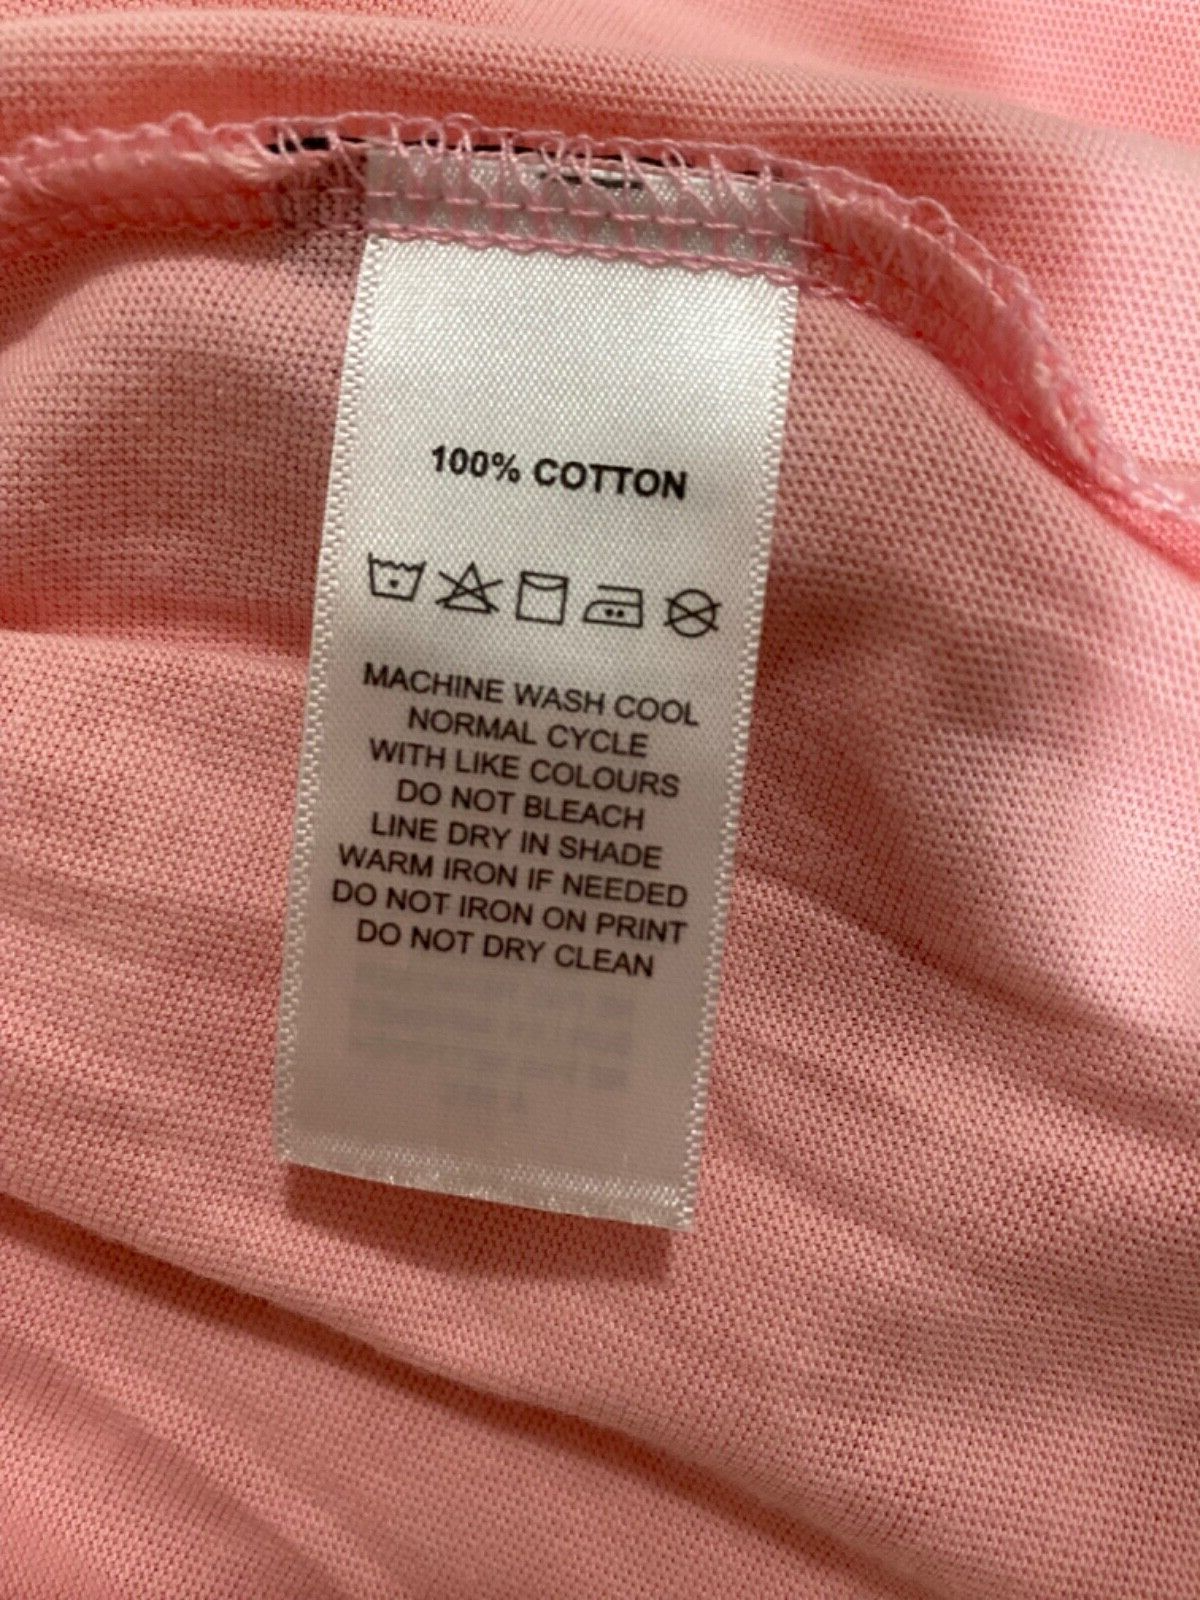 100% COTTON
MACHINE WASH COOL
NORMAL CYCLE
WITH LIKE COLOURS
DO NOT BLEACH
LINE DRY IN SHADE
WARM IRON IF NEEDED
DO NOT IRON ON PRINT
DO NOT DRY CLEAN